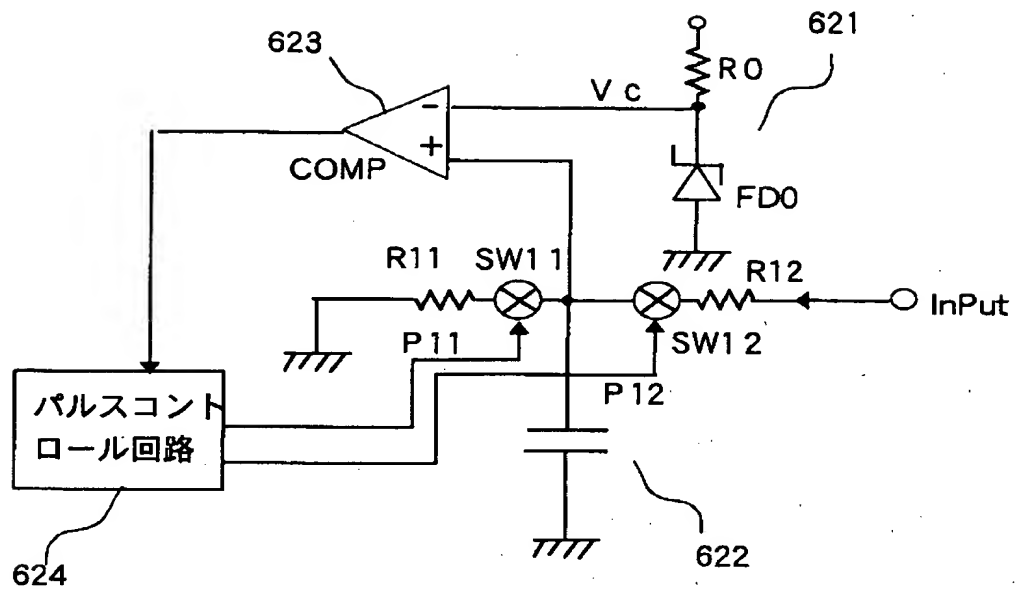 621
623
R0
Vc
-
+
COMP
FD0
R11
SW11
R12
InPut
P11
SW12
P12
パルスコント
ロール回路
622
624